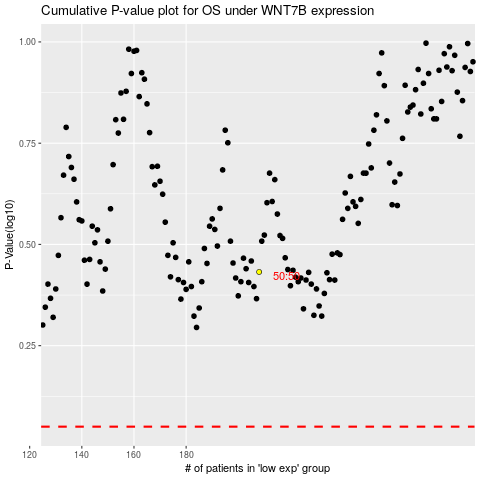 Cumulative P-value plot for OS under WNT7B expression
1.00
0.75
0.50
0.25
P-Value(log10)
50:50
120 140 160 180
# of patients in 'low exp' group